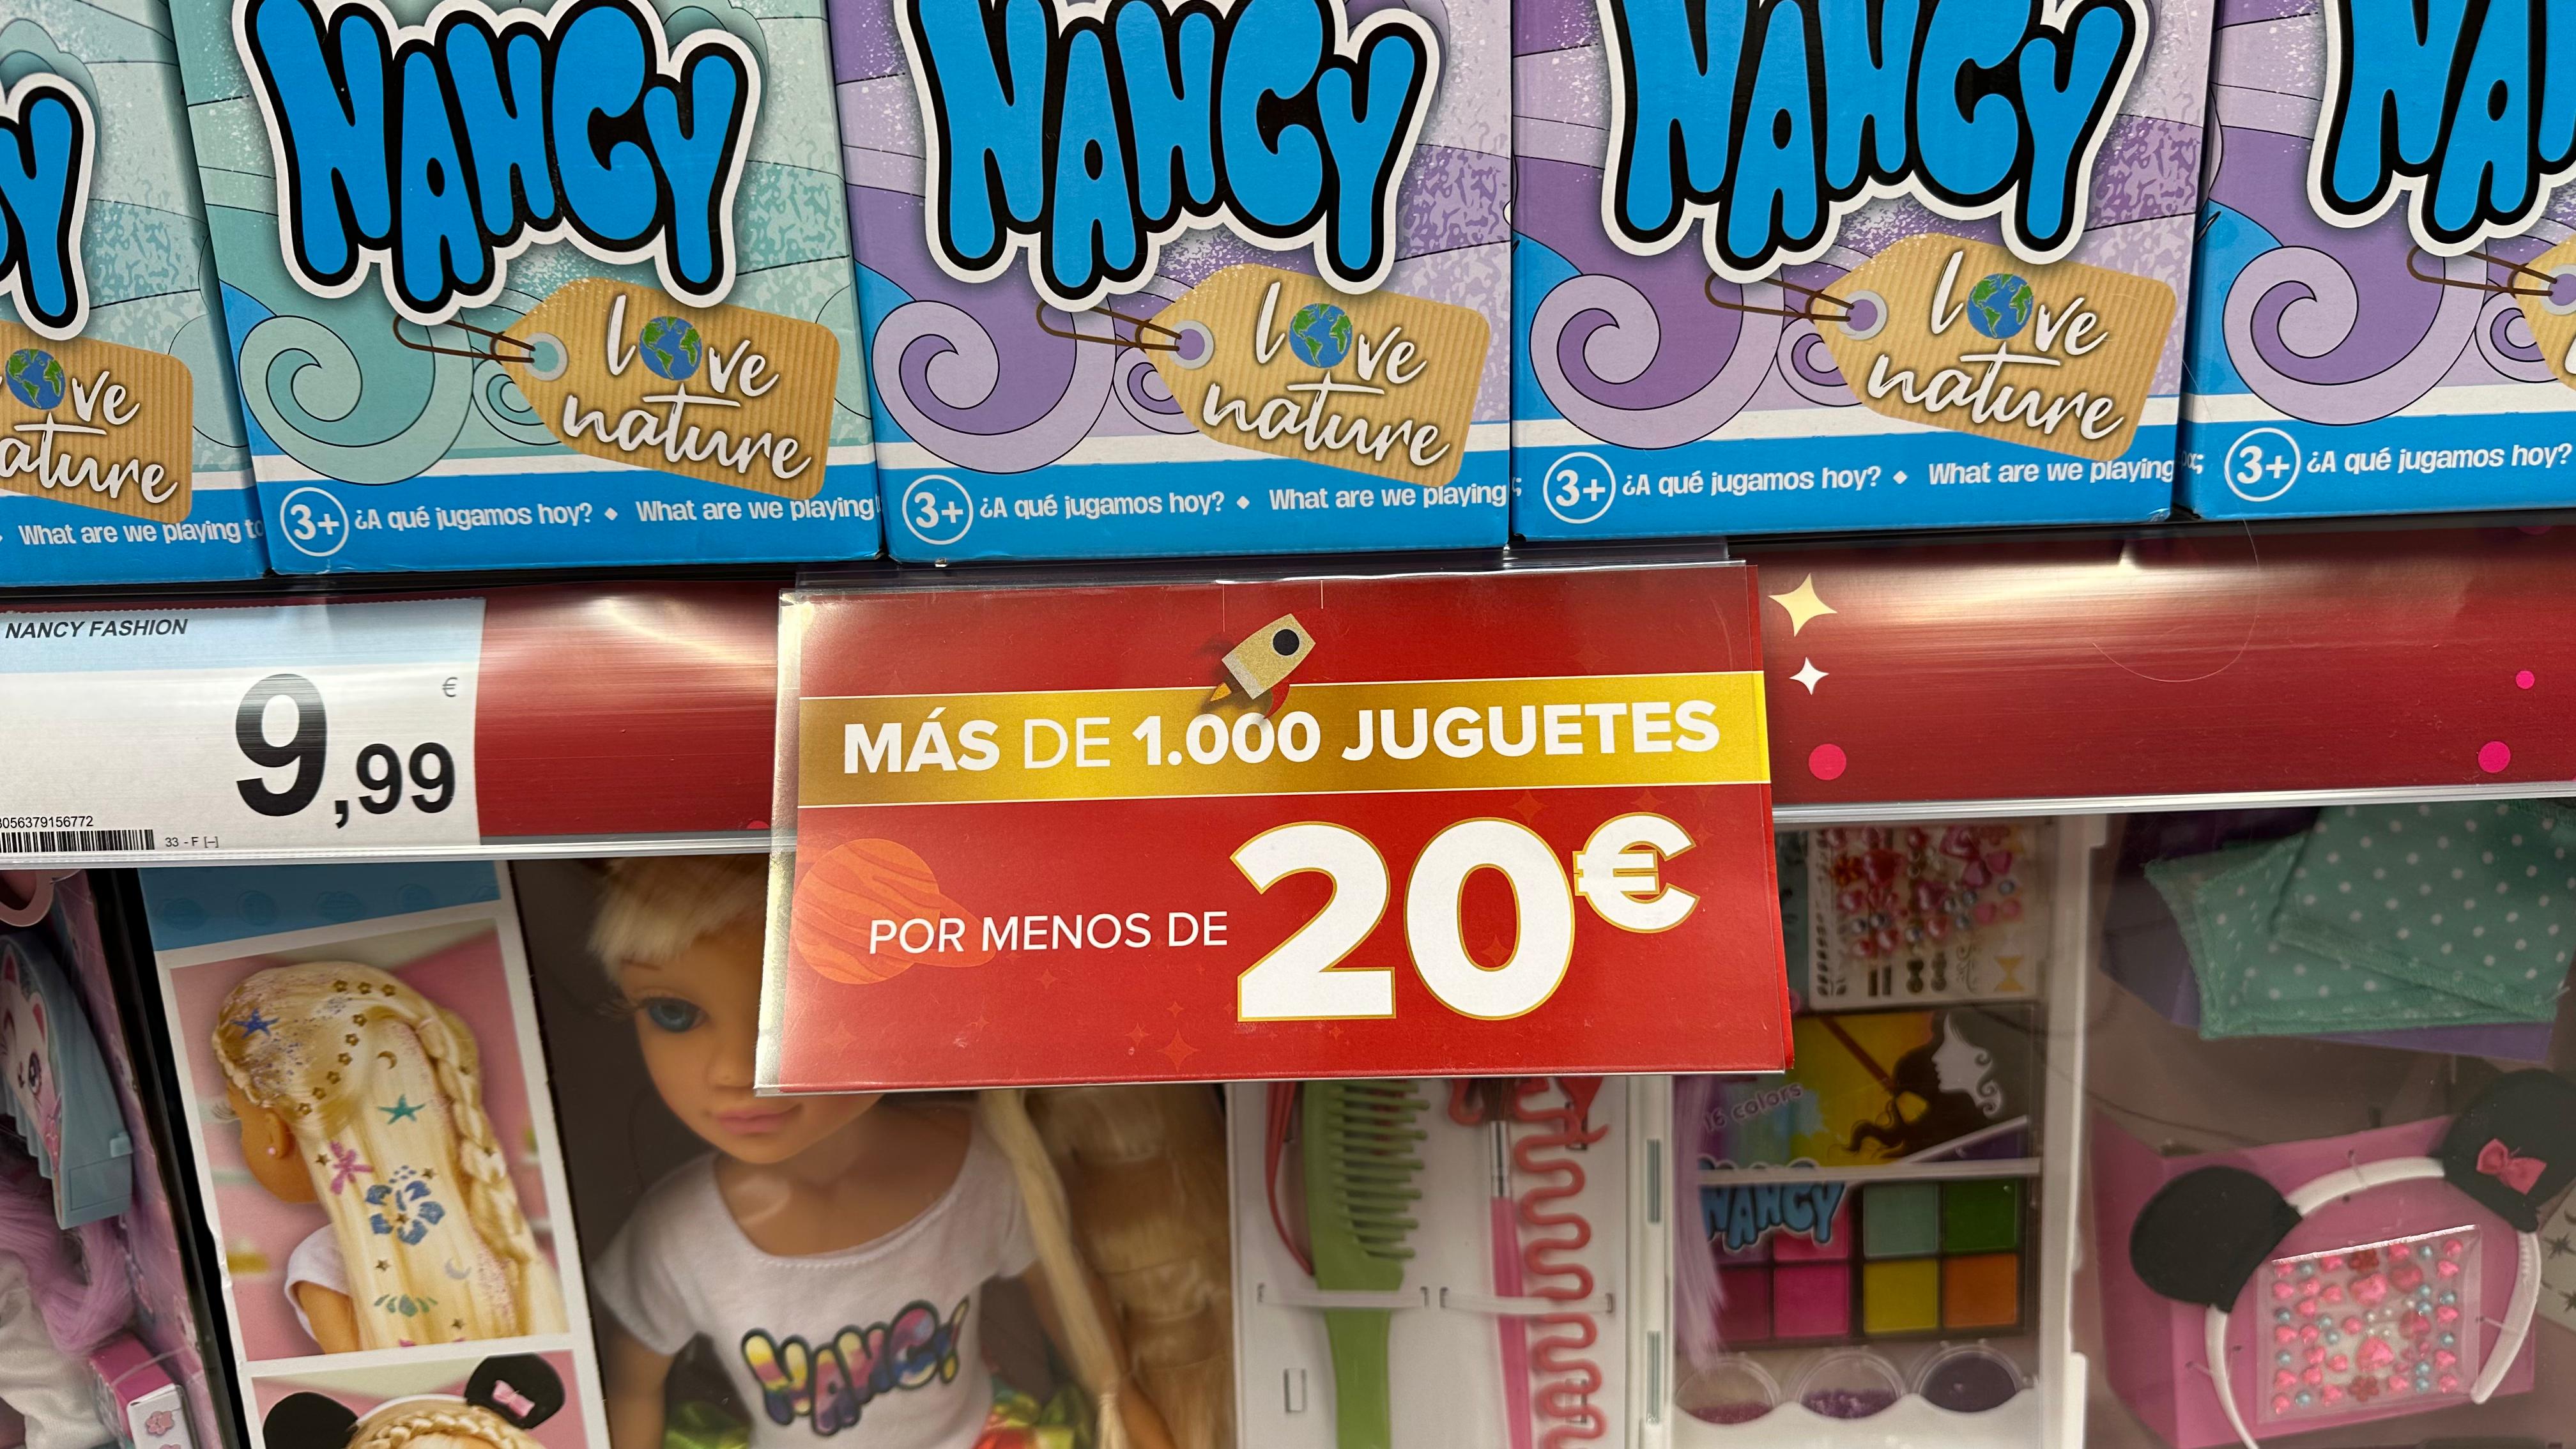 NANCY
NANCY
NANCY
love
nature
love
nature
love
nature
3+ ¿A qué jugamos hoy? • What are we playing
3+ ¿A qué jugamos hoy? • What are we playing
3+ ¿A qué jugamos hoy? • What are we playing
3+ ¿A qué jugamos hoy?
What are we playing
NANCY FASHION
9,99 €
33 - F [-]
MÁS DE 1.000 JUGUETES
POR MENOS DE 20€
16 colors
NANCY
NANCY